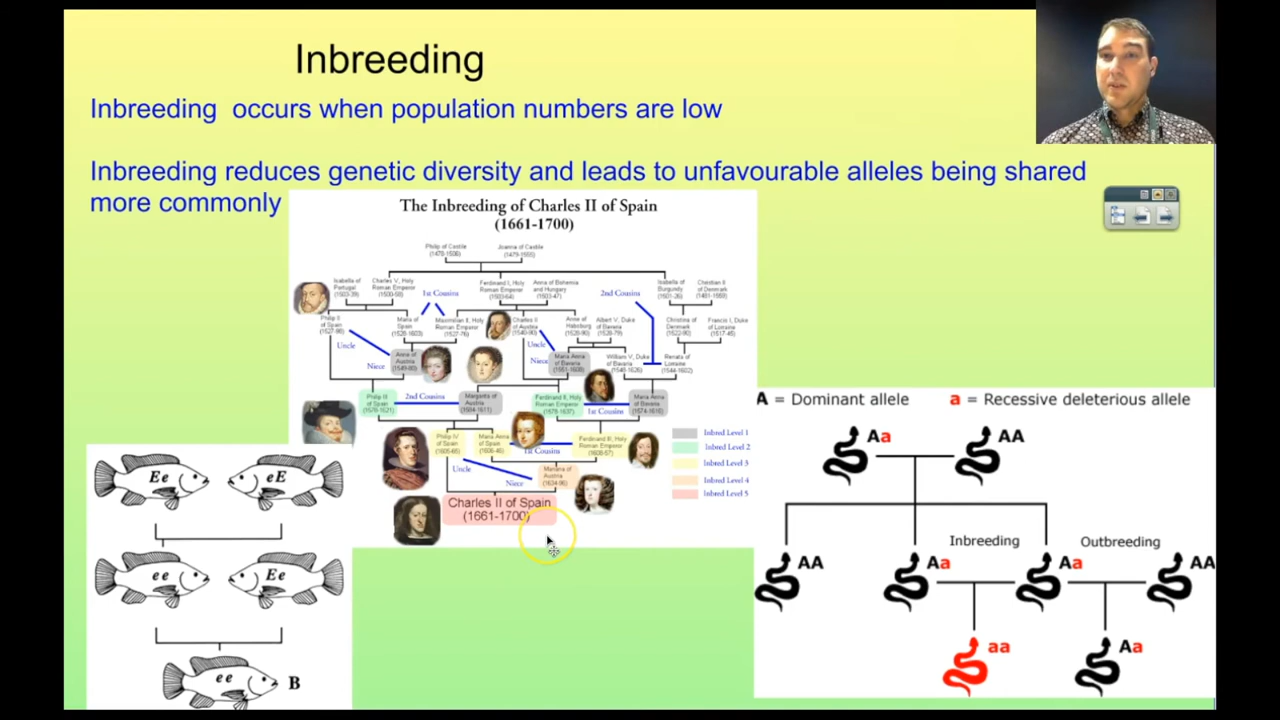 Inbreeding
Inbreeding occurs when population numbers are low
Inbreeding reduces genetic diversity and leads to unfavourable alleles being shared
more commonly
The Inbreeding of Charles II of Spain
(1661-1700)
Philip of Castile
(1478-1506)
Joanna of Castile
(1479-1555)
Isabella of
Portugal
(1503-39)
Charles V, Holy
Roman Emperor
(1500-58)
1st Cousins
Ferdinand I, Holy
Roman Emperor
(1503-64)
Anna of Bohemia
and Hungary
(1503-47)
2nd Cousins
Isabella of
Burgundy
(1501-26)
Christian II
of Denmark
(1481-1559)
Philip II
of Spain
(1527-98)
Maria of
Spain
(1528-1603)
Maximilian II, Holy
Roman Emperor
(1527-76)
Charles II
of Austria
(1540-90)
Anna of
Habsburg
(1528-90)
Albert V, Duke
of Bavaria
(1528-79)
Christina of
Denmark
(1522-90)
Francis I, Duke
of Lorraine
(1517-45)
Uncle
Niece
Anna of
Austria
(1549-80)
Uncle
Niece
Maria Anna
of Bavaria
(1551-1608)
William V, Duke
of Bavaria
(1548-1626)
Renata of
Lorraine
(1544-1602)
Philip III
of Spain
(1578-1621)
2nd Cousins
Margarita of
Austria
(1584-1611)
Ferdinand II, Holy
Roman Emperor
(1578-1637)
1st Cousins
Maria Anna
of Bavaria
(1574-1616)
Philip IV
of Spain
(1605-65)
Maria Anna
of Spain
(1606-46)
1st Cousins
Ferdinand III, Holy
Roman Emperor
(1608-57)
Uncle
Niece
Mariana of
Austria
(1634-96)
Charles II of Spain
(1661-1700)
Inbred Level 1
Inbred Level 2
Inbred Level 3
Inbred Level 4
Inbred Level 5
Ee
eE
ee
Ee
ee
B
A = Dominant allele
a = Recessive deleterious allele
Aa
AA
Inbreeding
Outbreeding
AA
Aa
Aa
AA
aa
Aa